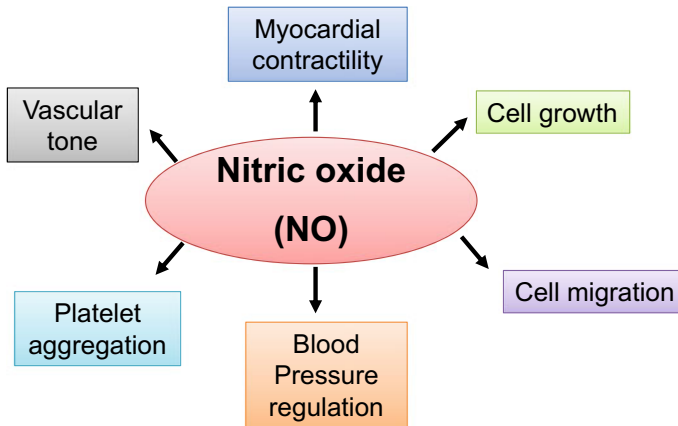 Myocardial
contractility
Vascular
tone
Cell growth
Nitric oxide
(NO)
Cell migration
Platelet
aggregation
Blood
Pressure
regulation